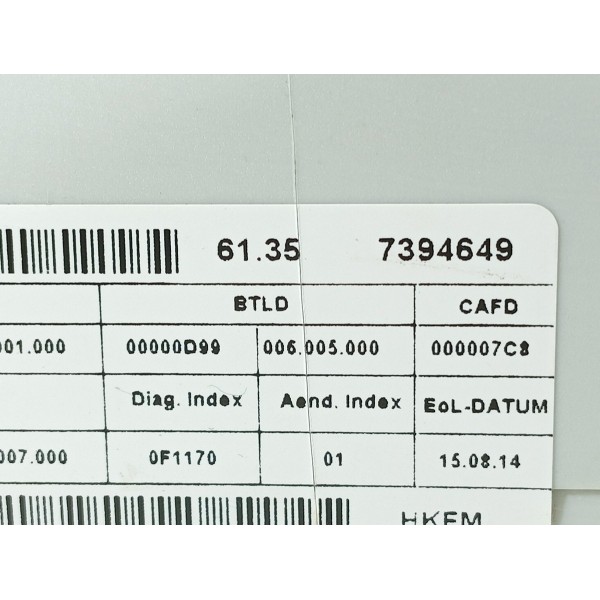 61.35 7394649
BTLD CAFD
001.000 00000D99 006.005.000 000007C8
Diag. Index Aend. Index EoL-DATUM
007.000 0F1170 01 15.08.14
HKFM